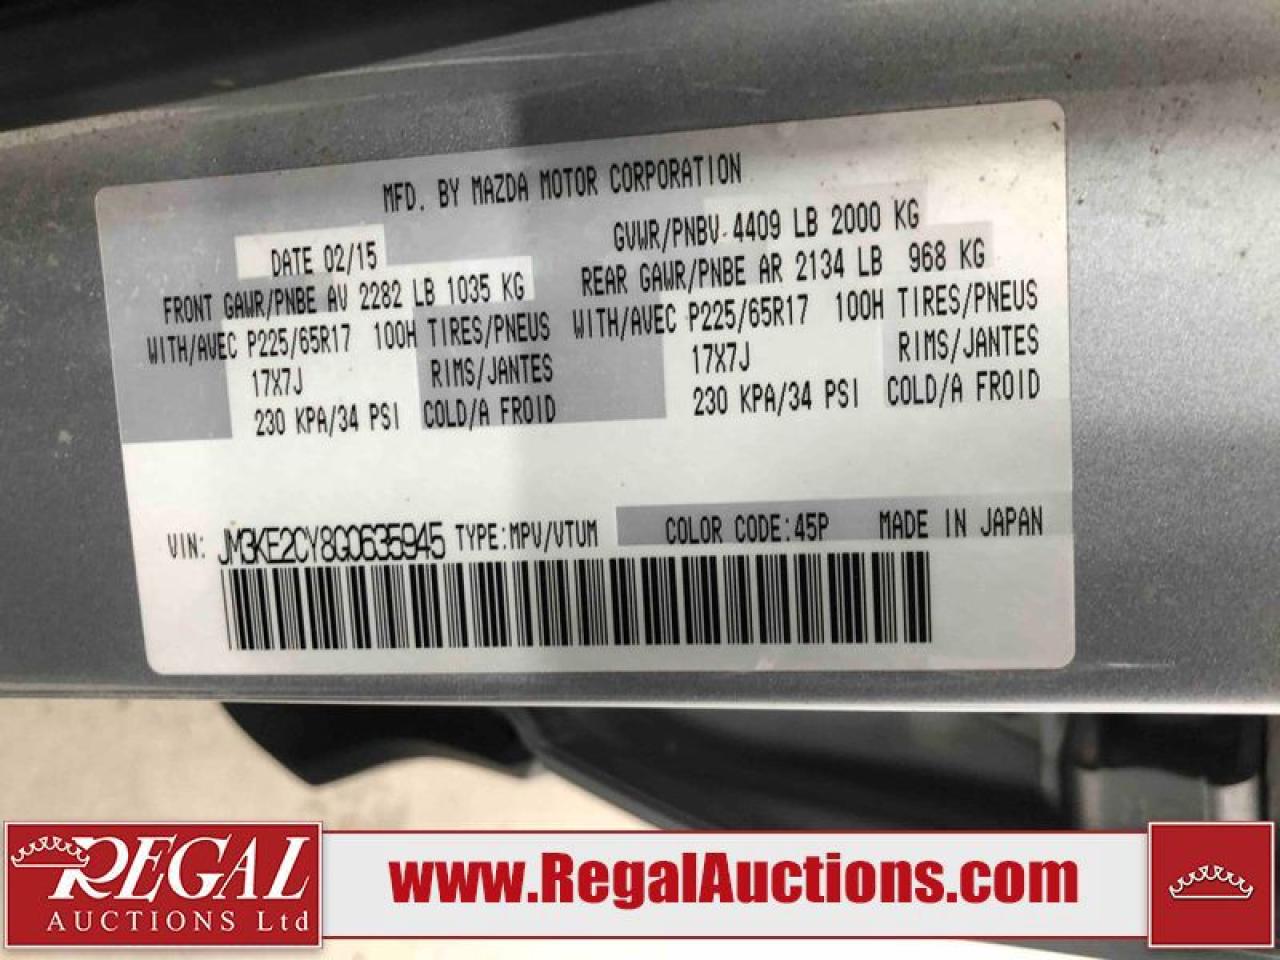 MFD. BY MAZDA MOTOR CORPORATION
DATE 02/15
GVWR/PNBV 4409 LB 2000 KG
FRONT GAWR/PNBE AV 2282 LB 1035 KG
REAR GAWR/PNBE AR 2134 LB 968 KG
WITH/AVEC P225/65R17 100H TIRES/PNEUS
WITH/AVEC P225/65R17 100H TIRES/PNEUS
17X7J RIMS/JANTES
17X7J RIMS/JANTES
230 KPA/34 PSI COLD/A FROID
230 KPA/34 PSI COLD/A FROID
VIN: JM3KE2CY8G0635945 TYPE:MPV/VTUM COLOR CODE:45P MADE IN JAPAN
REGAL
AUCTIONS Ltd
www.RegalAuctions.com